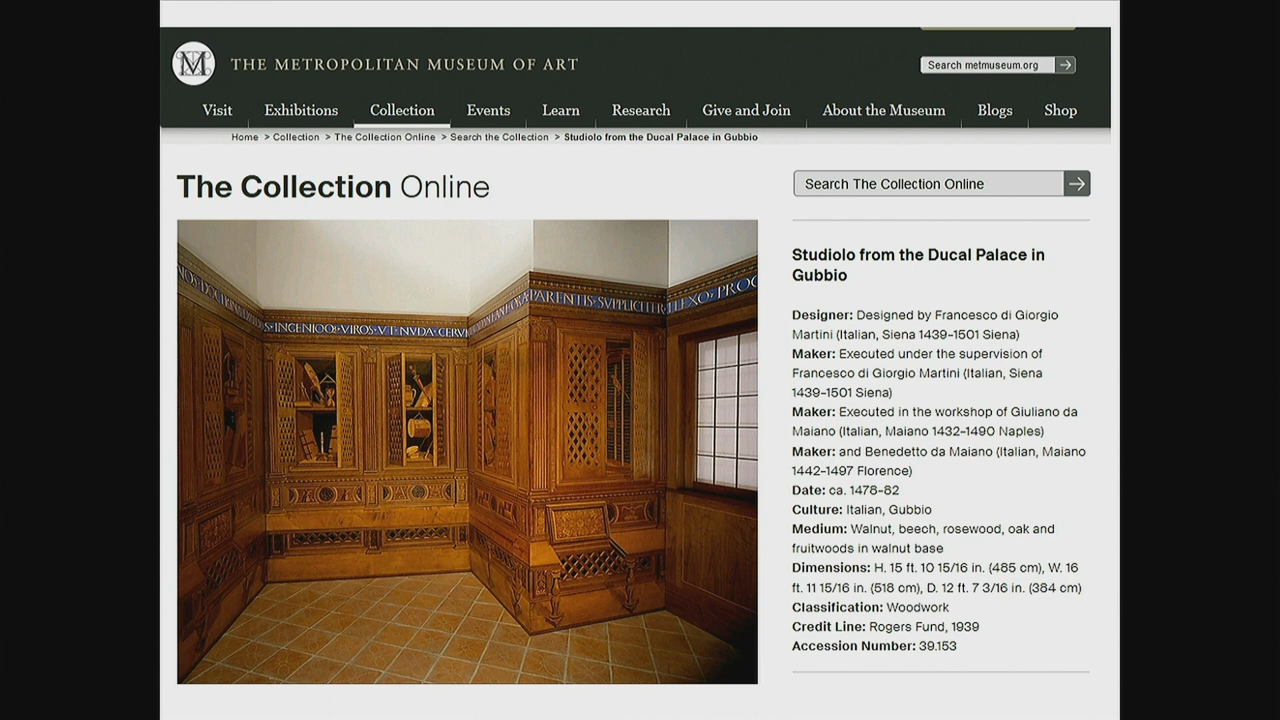 THE METROPOLITAN MUSEUM OF ART
Search metmuseum.org
Visit Exhibitions Collection Events Learn Research Give and Join About the Museum Blogs Shop
Home > Collection > The Collection Online > Search the Collection > Studiolo from the Ducal Palace in Gubbio
The Collection Online
Search The Collection Online
INGENIOQ·VIROS·VT·NVDA·CERVI
PARENTIS·SVPPLICITER
FLEXO·PROC
Studiolo from the Ducal Palace in
Gubbio
Designer: Designed by Francesco di Giorgio
Martini (Italian, Siena 1439–1501 Siena)
Maker: Executed under the supervision of
Francesco di Giorgio Martini (Italian, Siena
1439–1501 Siena)
Maker: Executed in the workshop of Giuliano da
Maiano (Italian, Maiano 1432–1490 Naples)
Maker: and Benedetto da Maiano (Italian, Maiano
1442–1497 Florence)
Date: ca. 1478–82
Culture: Italian, Gubbio
Medium: Walnut, beech, rosewood, oak and
fruitwoods in walnut base
Dimensions: H. 15 ft. 10 15/16 in. (485 cm), W. 16
ft. 11 15/16 in. (518 cm), D. 12 ft. 7 3/16 in. (384 cm)
Classification: Woodwork
Credit Line: Rogers Fund, 1939
Accession Number: 39.153